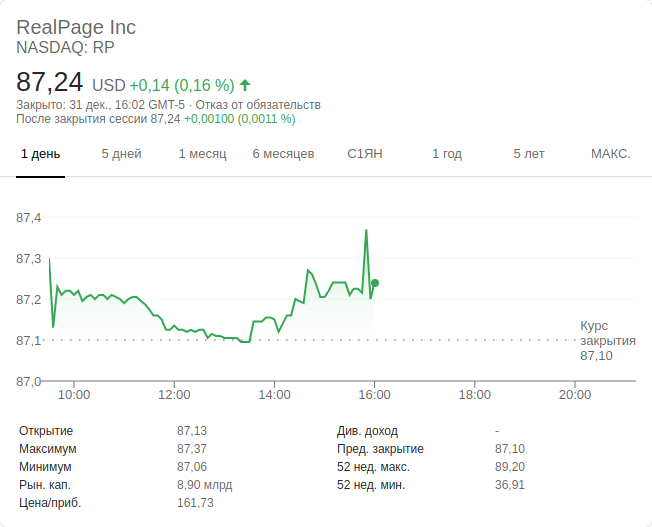 RealPage Inc
NASDAQ: RP
87,24 USD +0,14 (0,16 %) ↑
Закрыто: 31 дек., 16:02 GMT-5 · Отказ от обязательств
После закрытия сессии 87,24 +0,00100 (0,0011 %)
1 день 5 дней 1 месяц 6 месяцев С1ЯН 1 год 5 лет МАКС.
87,4
87,3
87,2
87,1
87,0
Курс
закрытия
87,10
10:00 12:00 14:00 16:00 18:00 20:00
Открытие 87,13 Див. доход -
Максимум 87,37 Пред. закрытие 87,10
Минимум 87,06 52 нед. макс. 89,20
Рын. кап. 8,90 млрд 52 нед. мин. 36,91
Цена/приб. 161,73